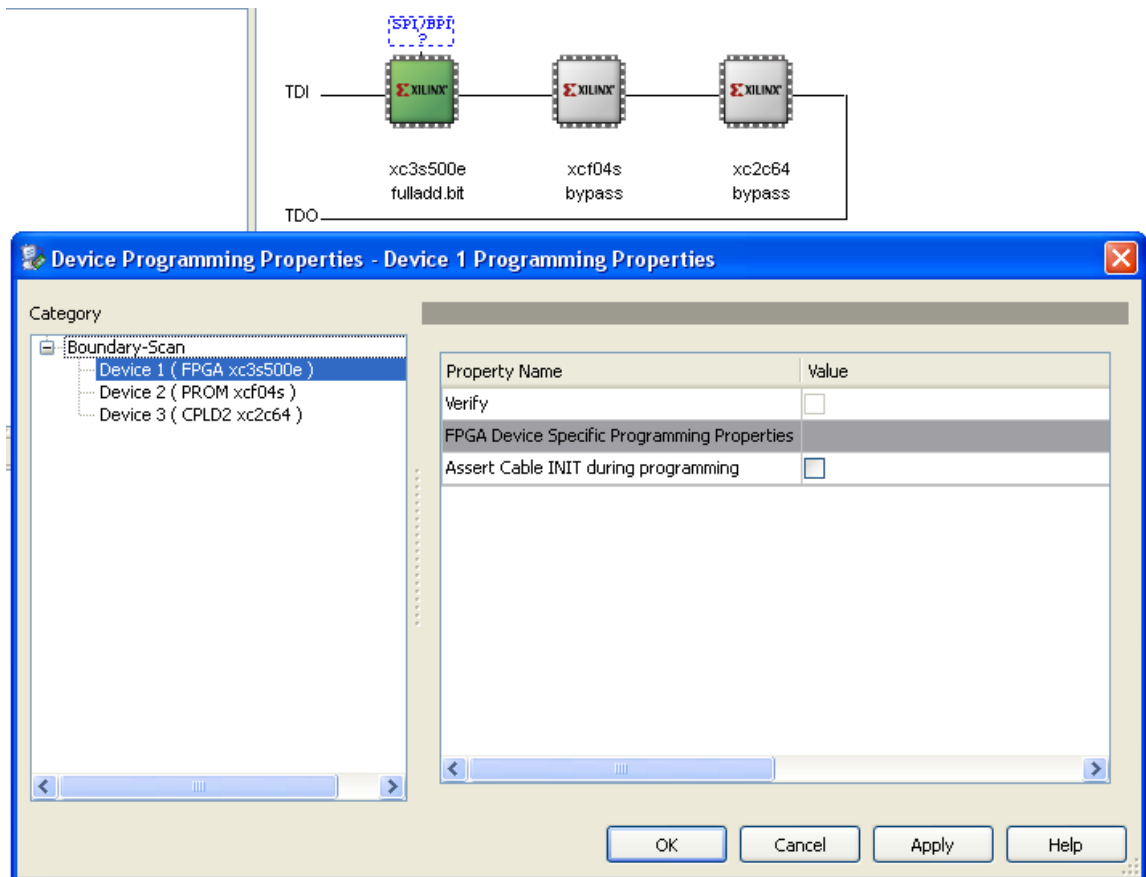 SPI/BPI
?
TDI
XILINX
XILINX
XILINX
xc3s500e xcf04s xc2c64
fulladd.bit bypass bypass
TDO
Device Programming Properties - Device 1 Programming Properties
Category
Boundary-Scan
Device 1 ( FPGA xc3s500e )
Device 2 ( PROM xcf04s )
Device 3 ( CPLD2 xc2c64 )
Property Name Value
Verify
FPGA Device Specific Programming Properties
Assert Cable INIT during programming
OK Cancel Apply Help